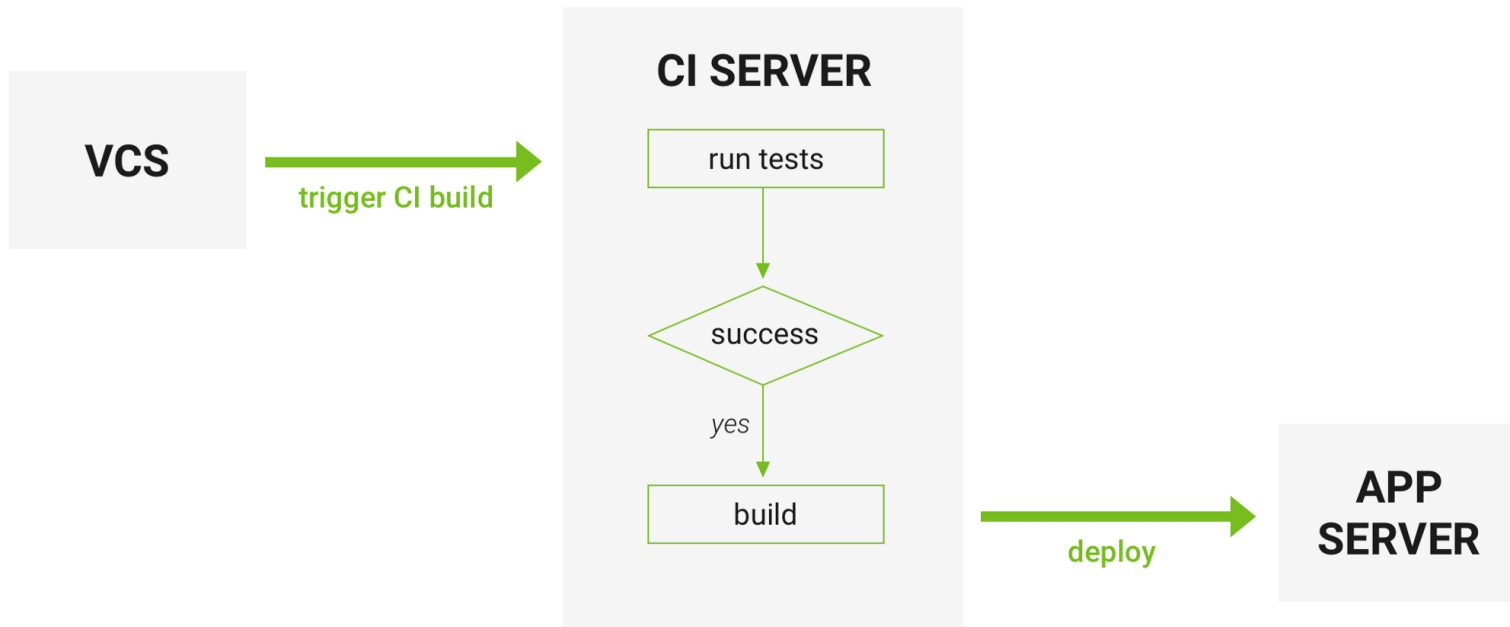 VCS
trigger CI build
CI SERVER
run tests
success
yes
build
deploy
APP
SERVER